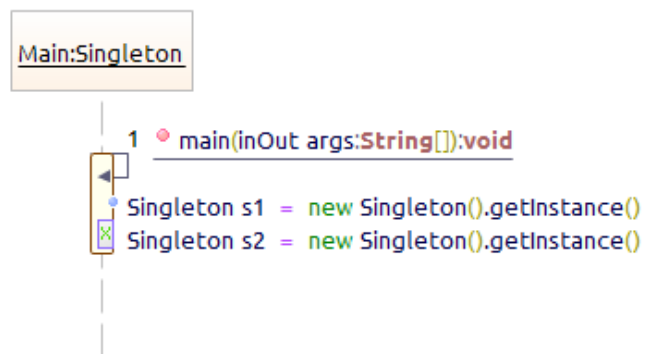 Main:Singleton
1 main(inOut args:String[]):void
Singleton s1 = new Singleton().getInstance()
Singleton s2 = new Singleton().getInstance()